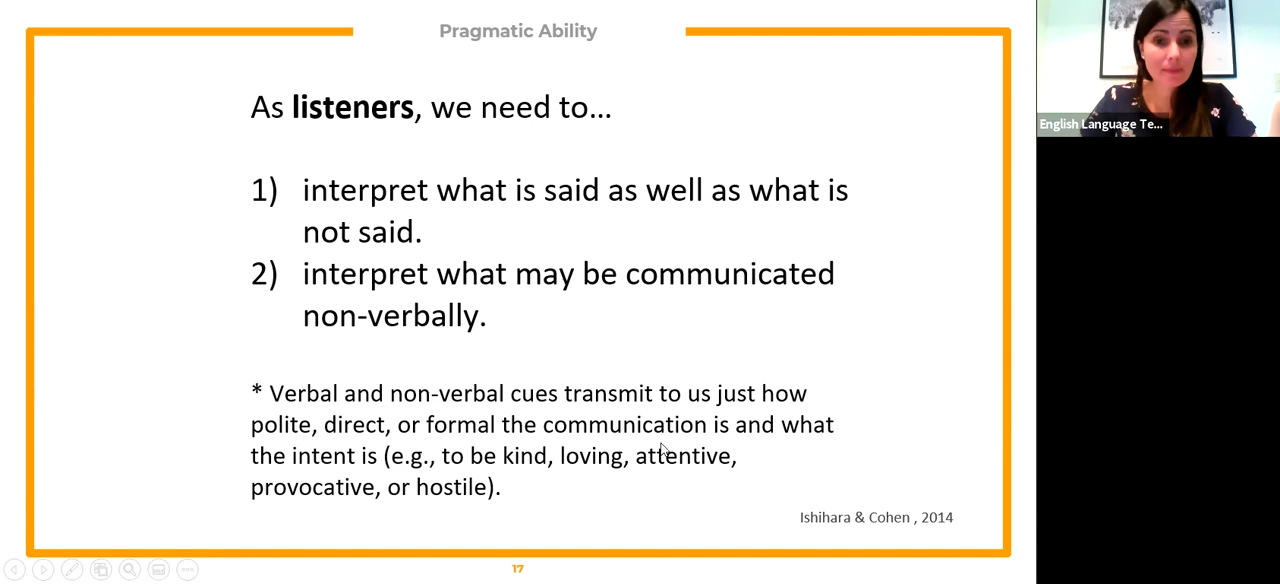 Pragmatic Ability
As listeners, we need to...
1) interpret what is said as well as what is
not said.
2) interpret what may be communicated
non-verbally.
* Verbal and non-verbal cues transmit to us just how
polite, direct, or formal the communication is and what
the intent is (e.g., to be kind, loving, attentive,
provocative, or hostile).
Ishihara & Cohen , 2014
17
English Language Te...